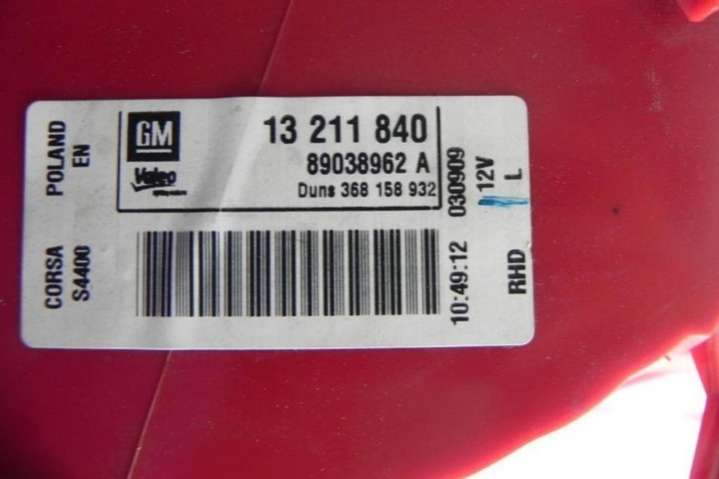 GM
13 211 840
Valeo
89038962 A
Duns 368 158 932
CORSA POLAND
S4400 EN
10:49:12 030909
12V
RHD L